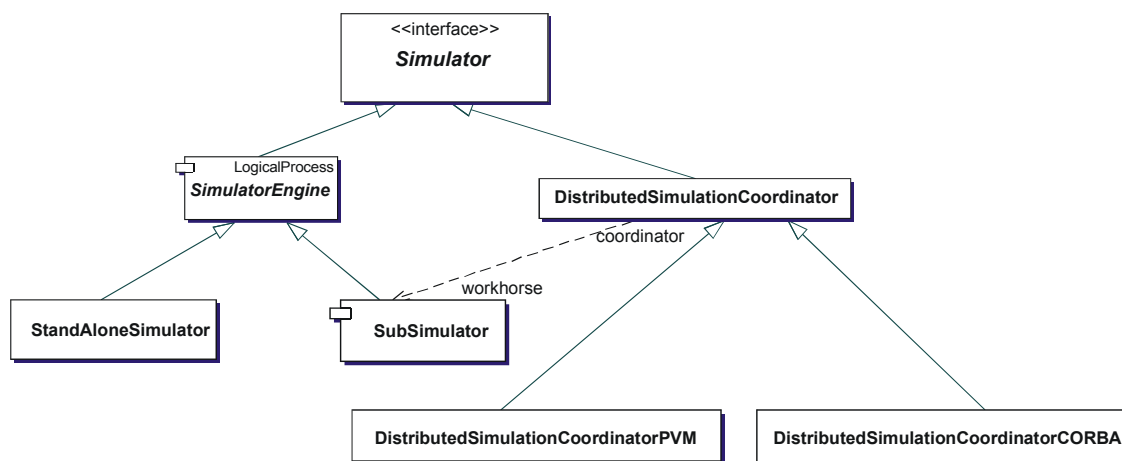 <<interface>>
Simulator
LogicalProcess
SimulatorEngine
DistributedSimulationCoordinator
coordinator
workhorse
StandAloneSimulator
SubSimulator
DistributedSimulationCoordinatorPVM
DistributedSimulationCoordinatorCORBA